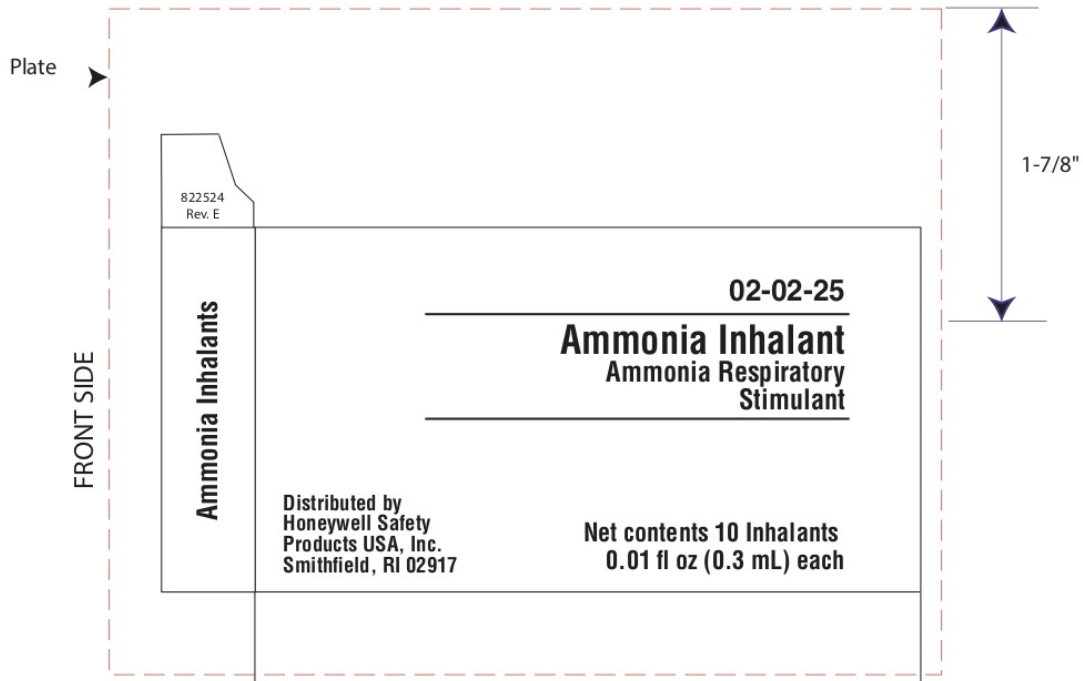 Plate
1-7/8"
822524
Rev. E
FRONT SIDE
Ammonia Inhalants
02-02-25
Ammonia Inhalant
Ammonia Respiratory
Stimulant
Distributed by
Honeywell Safety
Products USA, Inc.
Smithfield, RI 02917
Net contents 10 Inhalants
0.01 fl oz (0.3 mL) each